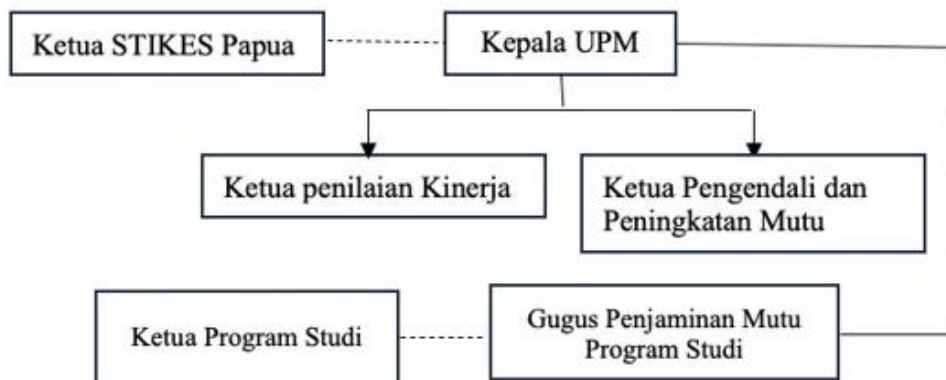 Ketua STIKES Papua
Kepala UPM
Ketua penilaian Kinerja
Ketua Pengendali dan
Peningkatan Mutu
Ketua Program Studi
Gugus Penjaminan Mutu
Program Studi